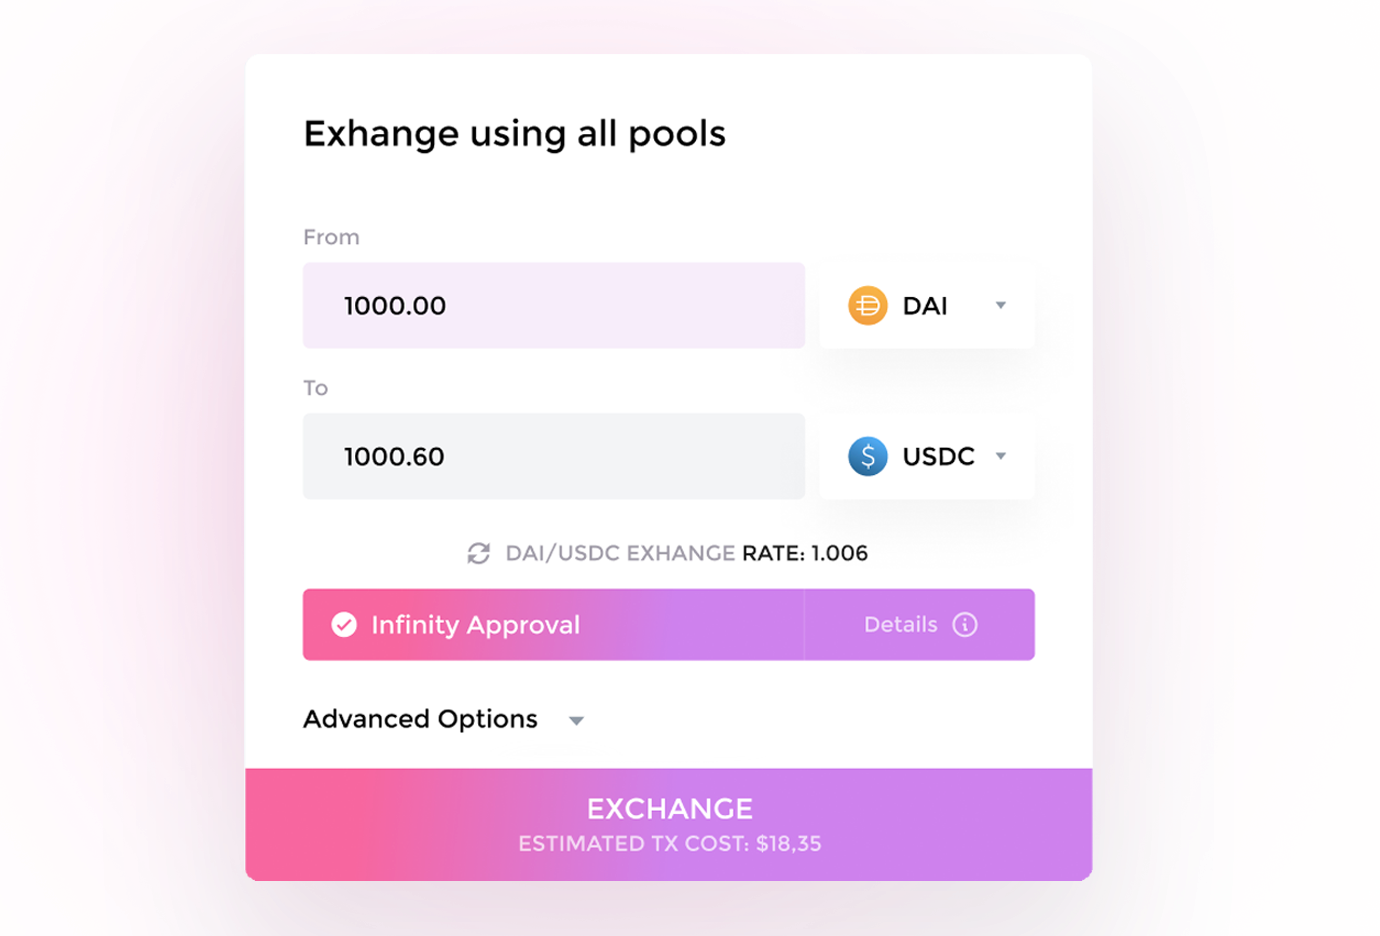 Exhange using all pools
From
1000.00
DAI
To
1000.60
$ USDC
DAI/USDC EXHANGE RATE: 1.006
Infinity Approval
Details i
Advanced Options
EXCHANGE
ESTIMATED TX COST: $18,35